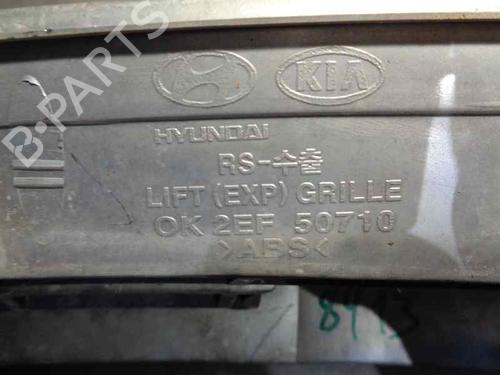 KIA
HYUNDAI
RS-수출
LIFT (EXP) GRILLE
OK 2EF 50710
>ABS<
B-PARTS